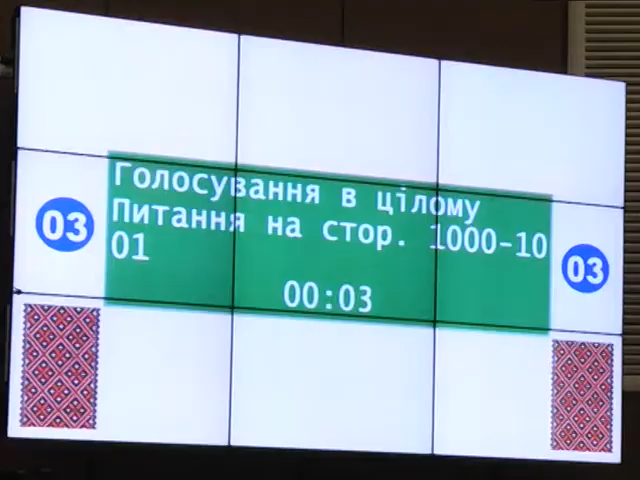 Голосування в цілому
Питання на стор. 1000-10
01
00:03
03
03